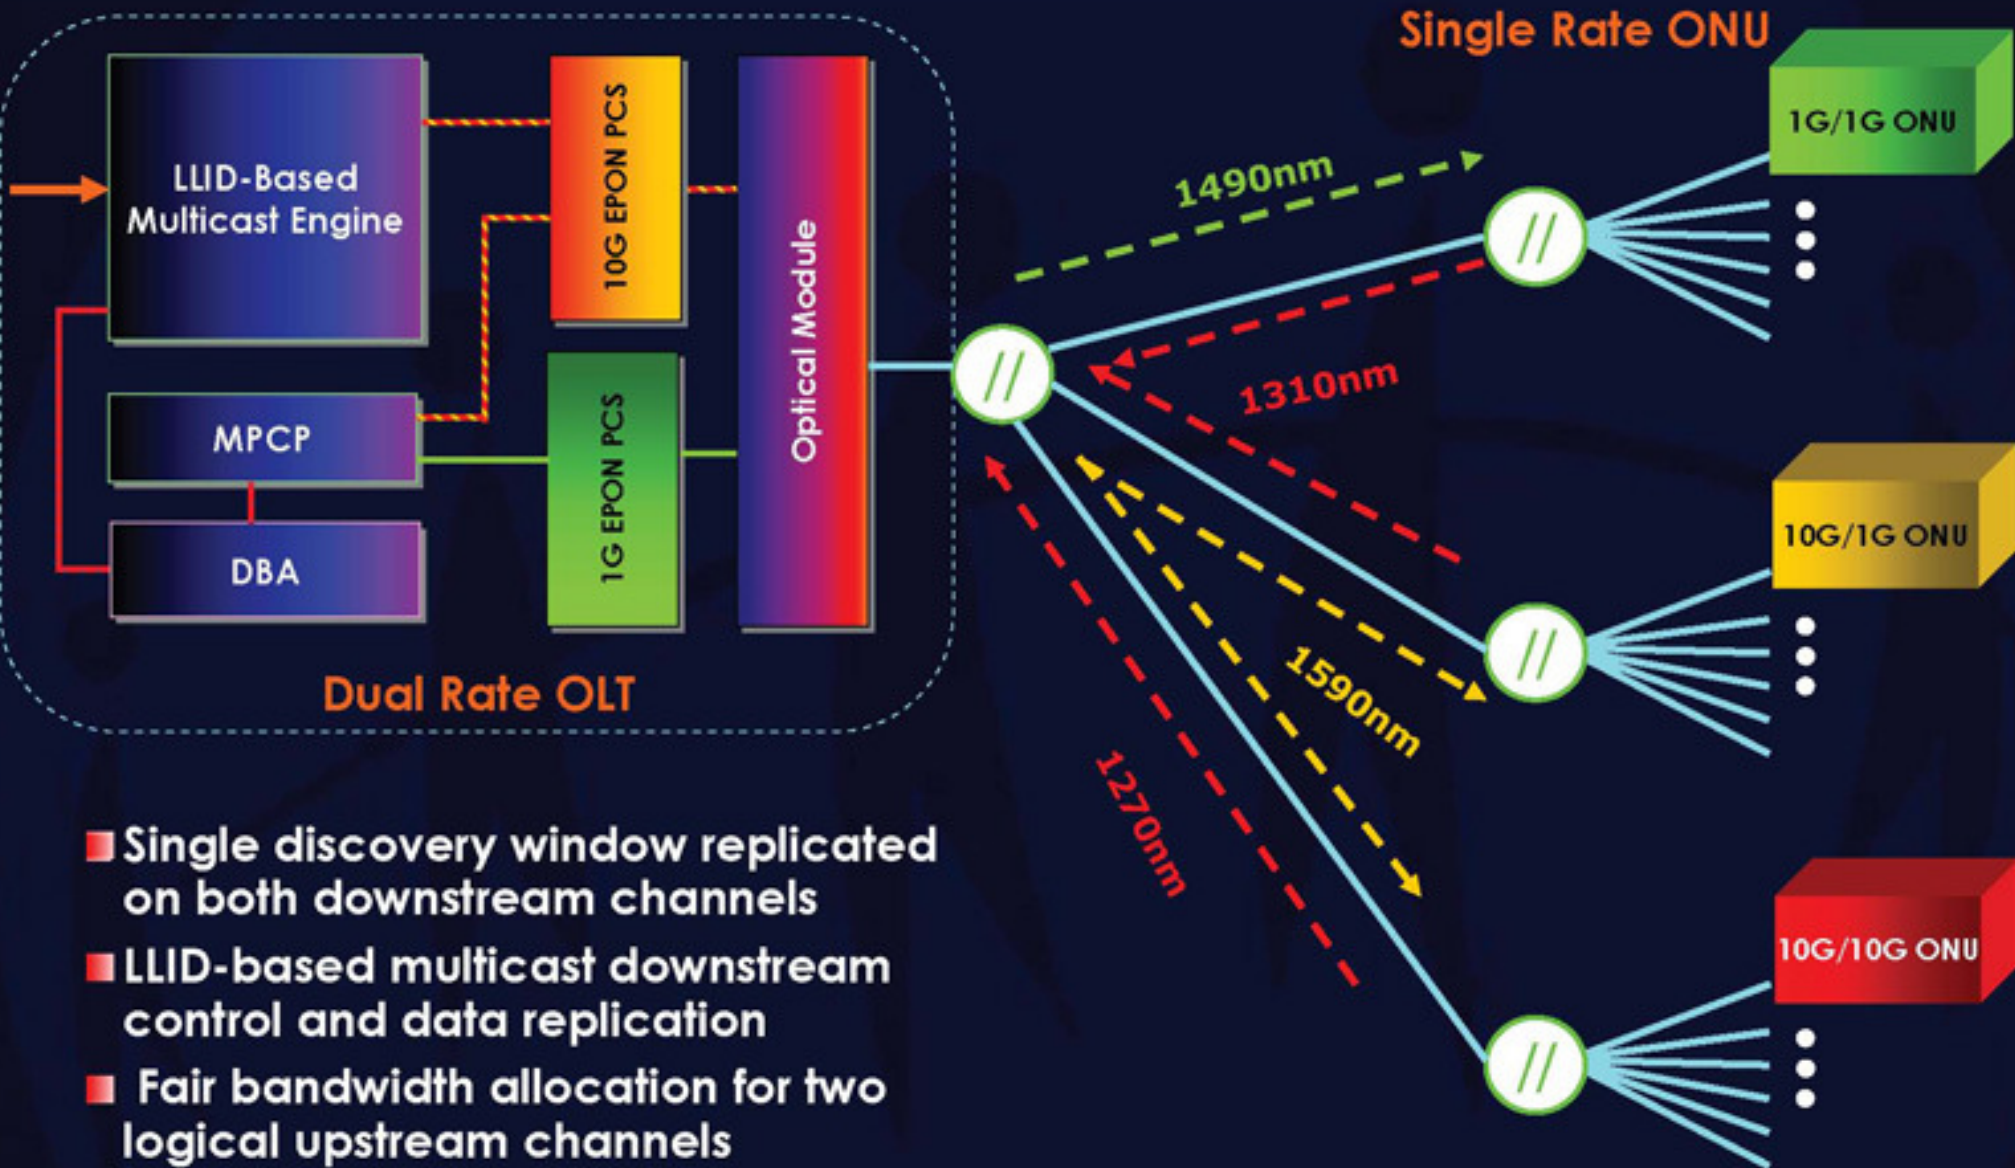 Single Rate ONU
LLID-Based
Multicast Engine
10G EPON PCS
Optical Module
MPCP
1G EPON PCS
DBA
Dual Rate OLT
1490nm
1310nm
1590nm
1270nm
1G/1G ONU
10G/1G ONU
10G/10G ONU
Single discovery window replicated
on both downstream channels
LLID-based multicast downstream
control and data replication
Fair bandwidth allocation for two
logical upstream channels